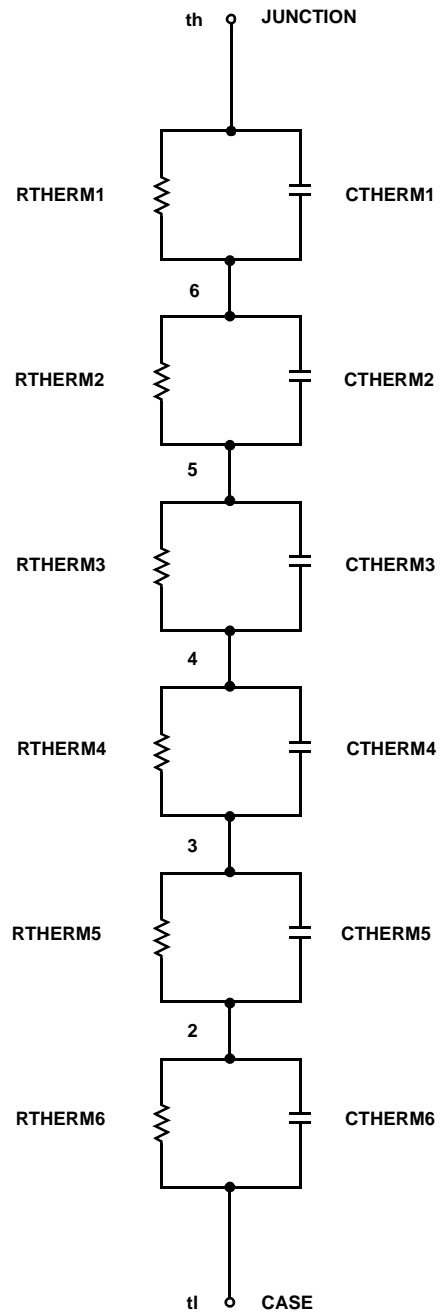 th JUNCTION
RTHERM1 CTHERM1
6
RTHERM2 CTHERM2
5
RTHERM3 CTHERM3
4
RTHERM4 CTHERM4
3
RTHERM5 CTHERM5
2
RTHERM6 CTHERM6
tl CASE